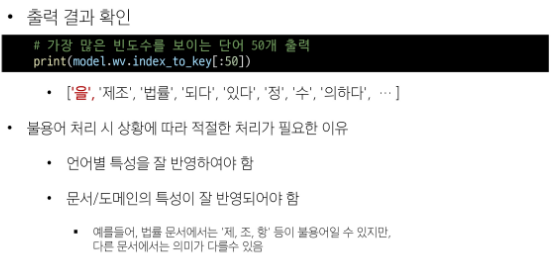 • 출력 결과 확인
# 가장 많은 빈도수를 보이는 단어 50개 출력
print(model.wv.index_to_key[:50])
• ['을', '제조', '법률', '되다', '있다', '정', '수', '의하다', … ]
• 불용어 처리 시 상황에 따라 적절한 처리가 필요한 이유
• 언어별 특성을 잘 반영하여야 함
• 문서/도메인의 특성이 잘 반영되어야 함
▪ 예를들어, 법률 문서에서는 '제, 조, 항' 등이 불용어일 수 있지만,
다른 문서에서는 의미가 다를수 있음